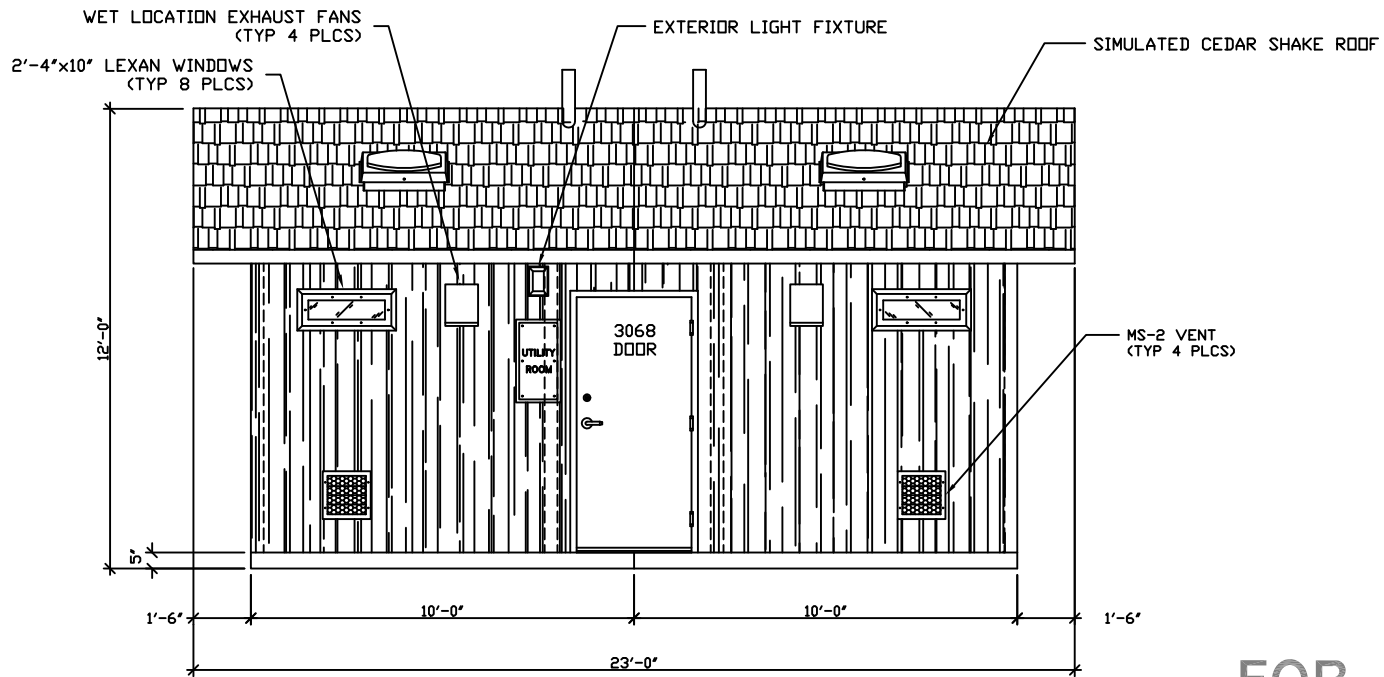 WET LOCATION EXHAUST FANS
(TYP 4 PLCS)
EXTERIOR LIGHT FIXTURE
SIMULATED CEDAR SHAKE ROOF
2'-4"x10" LEXAN WINDOWS
(TYP 8 PLCS)
12'-0"
3068
DOOR
UTILITY
ROOM
MS-2 VENT
(TYP 4 PLCS)
5"
1'-6"
10'-0"
10'-0"
1'-6"
23'-0"
FOR